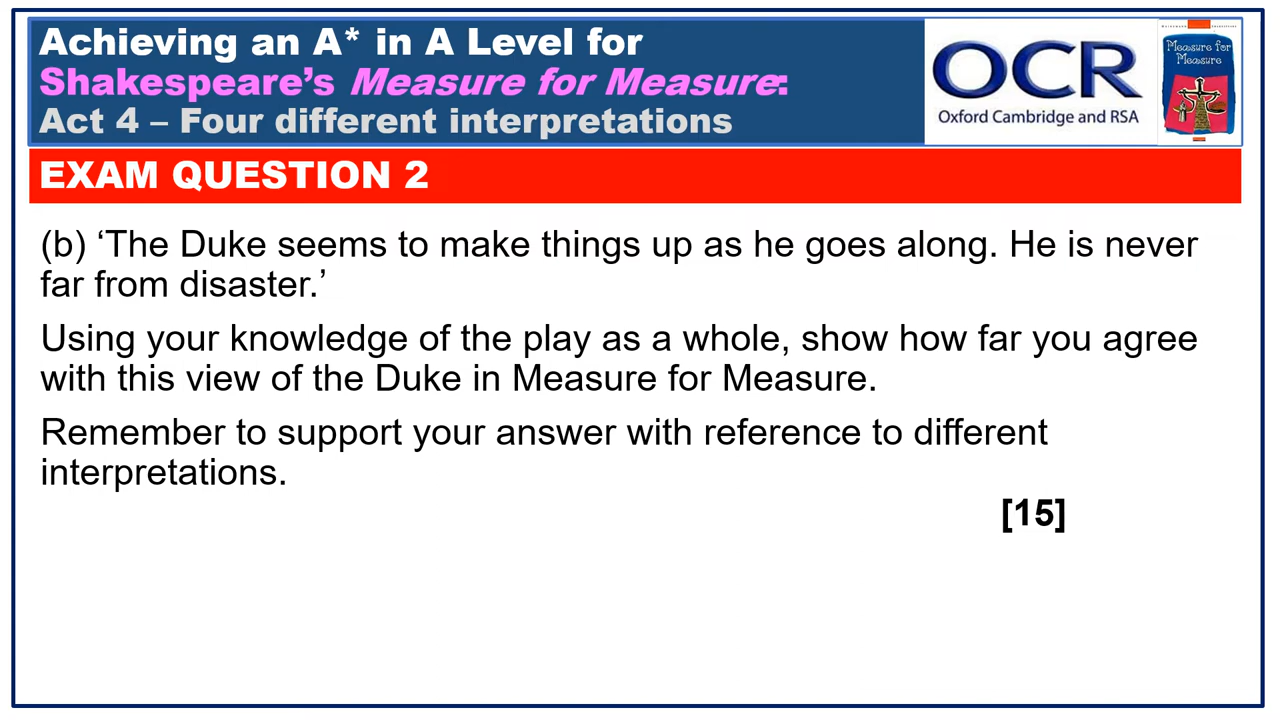 Achieving an A* in A Level for
Shakespeare's Measure for Measure:
Act 4 – Four different interpretations
OCR
Oxford Cambridge and RSA
Measure for
Measure
EXAM QUESTION 2
(b) ‘The Duke seems to make things up as he goes along. He is never
far from disaster.’
Using your knowledge of the play as a whole, show how far you agree
with this view of the Duke in Measure for Measure.
Remember to support your answer with reference to different
interpretations.
[15]